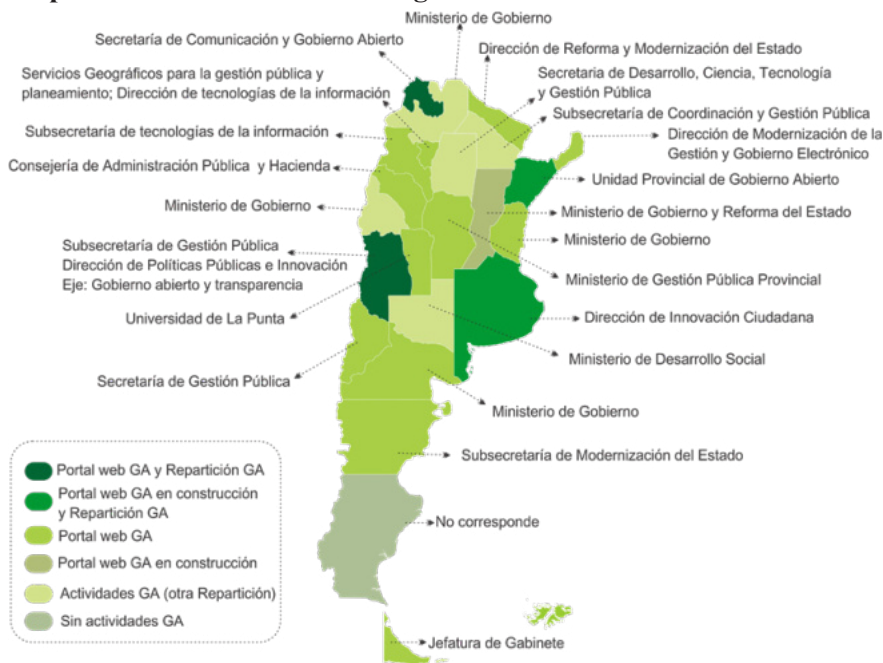 Ministerio de Gobierno
Secretaría de Comunicación y Gobierno Abierto
Dirección de Reforma y Modernización del Estado
Servicios Geográficos para la gestión pública y
planeamiento; Dirección de tecnologías de la información
Secretaria de Desarrollo, Ciencia, Tecnología
y Gestión Pública
Subsecretaría de Coordinación y Gestión Pública
Subsecretaría de tecnologías de la información
Dirección de Modernización de la
Gestión y Gobierno Electrónico
Consejería de Administración Pública y Hacienda
Unidad Provincial de Gobierno Abierto
Ministerio de Gobierno
Ministerio de Gobierno y Reforma del Estado
Subsecretaría de Gestión Pública
Dirección de Políticas Públicas e Innovación
Eje: Gobierno abierto y transparencia
Ministerio de Gobierno
Ministerio de Gestión Pública Provincial
Universidad de La Punta
Dirección de Innovación Ciudadana
Ministerio de Desarrollo Social
Secretaría de Gestión Pública
Ministerio de Gobierno
Subsecretaría de Modernización del Estado
No corresponde
Jefatura de Gabinete
Portal web GA y Repartición GA
Portal web GA en construcción
y Repartición GA
Portal web GA
Portal web GA en construcción
Actividades GA (otra Repartición)
Sin actividades GA